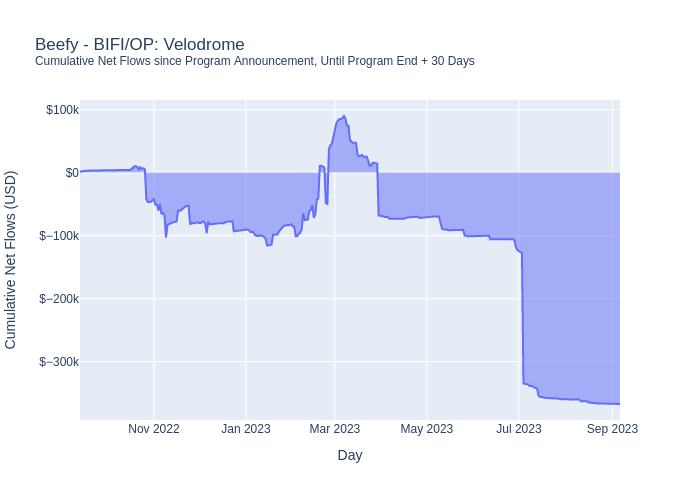 Beefy - BIFI/OP: Velodrome
Cumulative Net Flows since Program Announcement, Until Program End + 30 Days
Cumulative Net Flows (USD)
$100k
$0
$−100k
$−200k
$−300k
Nov 2022
Jan 2023
Mar 2023
May 2023
Jul 2023
Sep 2023
Day